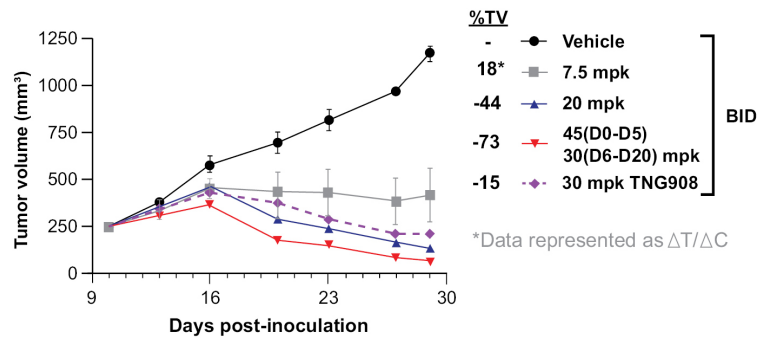 %TV
- Vehicle
18* 7.5 mpk
-44 20 mpk
-73 45(D0-D5)
30(D6-D20) mpk
-15 30 mpk TNG908
BID
*Data represented as △T/△C
Tumor volume (mm³)
1250
1000
750
500
250
0
9 16 23 30
Days post-inoculation